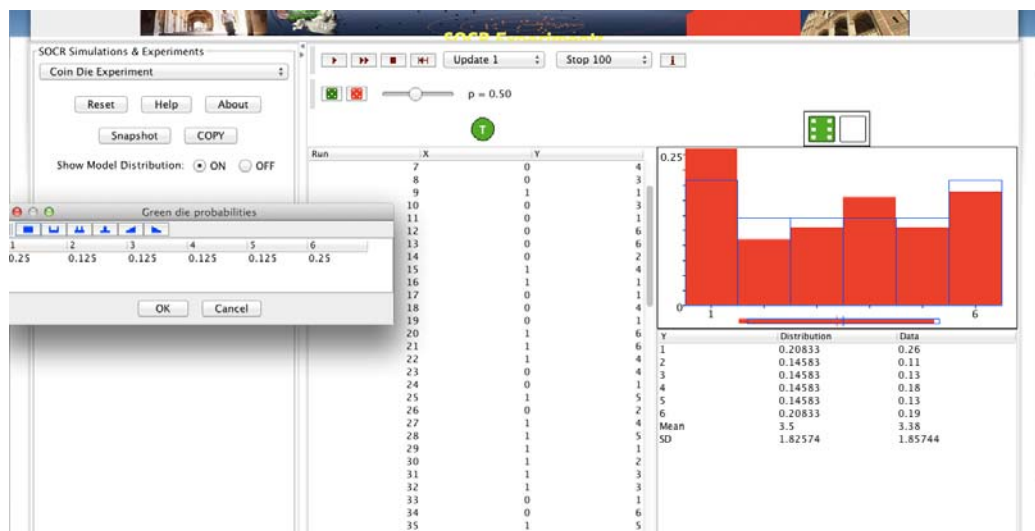 SOCR Experiments
SOCR Simulations & Experiments
Coin Die Experiment
Reset Help About
Snapshot COPY
Show Model Distribution: ON OFF
Update 1 Stop 100 i
p = 0.50
T
Green die probabilities
1 2 3 4 5 6
0.25 0.125 0.125 0.125 0.125 0.25
OK Cancel
Run X Y
7 0 4
8 0 3
9 1 1
10 0 3
11 0 1
12 0 6
13 0 6
14 0 2
15 1 4
16 1 1
17 0 1
18 0 4
19 0 1
20 1 6
21 1 6
22 1 4
23 0 4
24 0 1
25 1 5
26 0 2
27 1 4
28 1 5
29 1 1
30 1 2
31 1 3
32 1 3
33 0 1
34 0 6
35 1 5
0.25
0
1 6
Y Distribution Data
1 0.20833 0.26
2 0.14583 0.11
3 0.14583 0.13
4 0.14583 0.18
5 0.14583 0.13
6 0.20833 0.19
Mean 3.5 3.38
SD 1.82574 1.85744